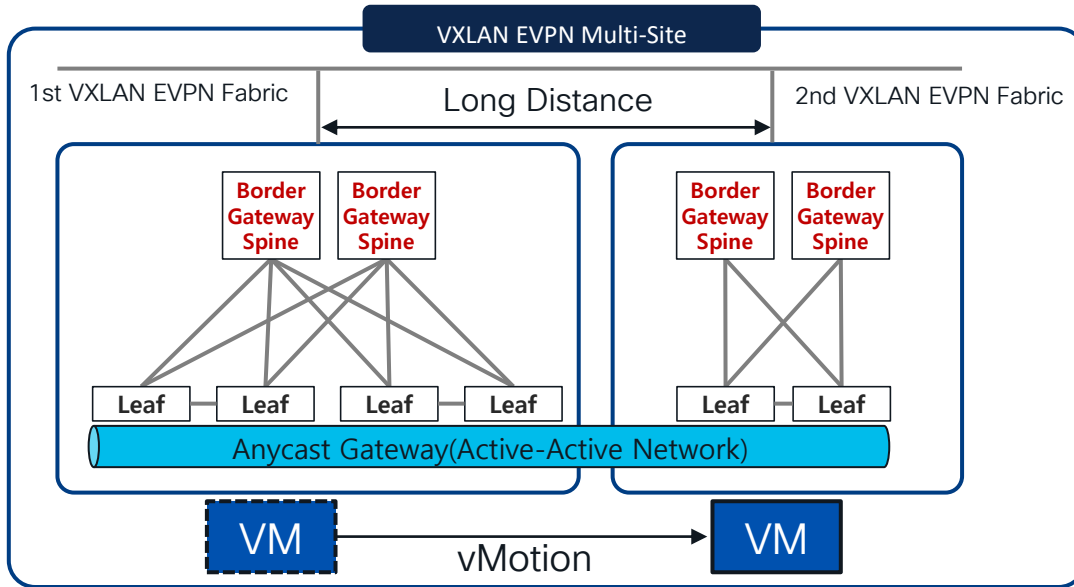 VXLAN EVPN Multi-Site
1st VXLAN EVPN Fabric
Long Distance
2nd VXLAN EVPN Fabric
Border
Gateway
Spine
Border
Gateway
Spine
Border
Gateway
Spine
Border
Gateway
Spine
Leaf
Leaf
Leaf
Leaf
Leaf
Leaf
Anycast Gateway(Active-Active Network)
VM
vMotion
VM